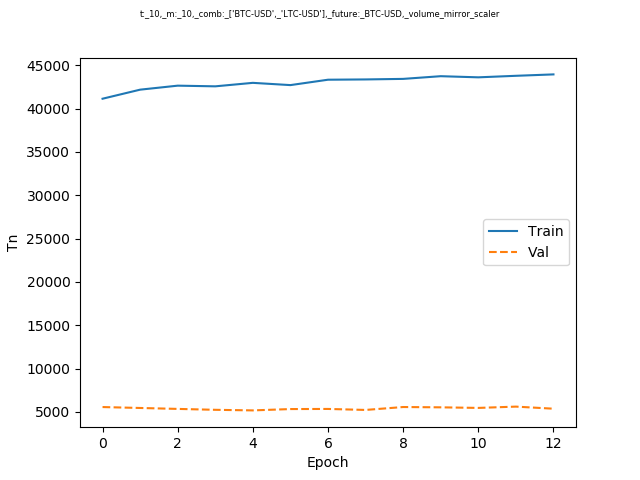 t:_10,_m:_10,_comb:_['BTC-USD',_'LTC-USD'],_future:_BTC-USD,_volume_mirror_scaler
45000
40000
35000
30000
25000
20000
15000
10000
5000
Tn
Train
Val
0 2 4 6 8 10 12
Epoch